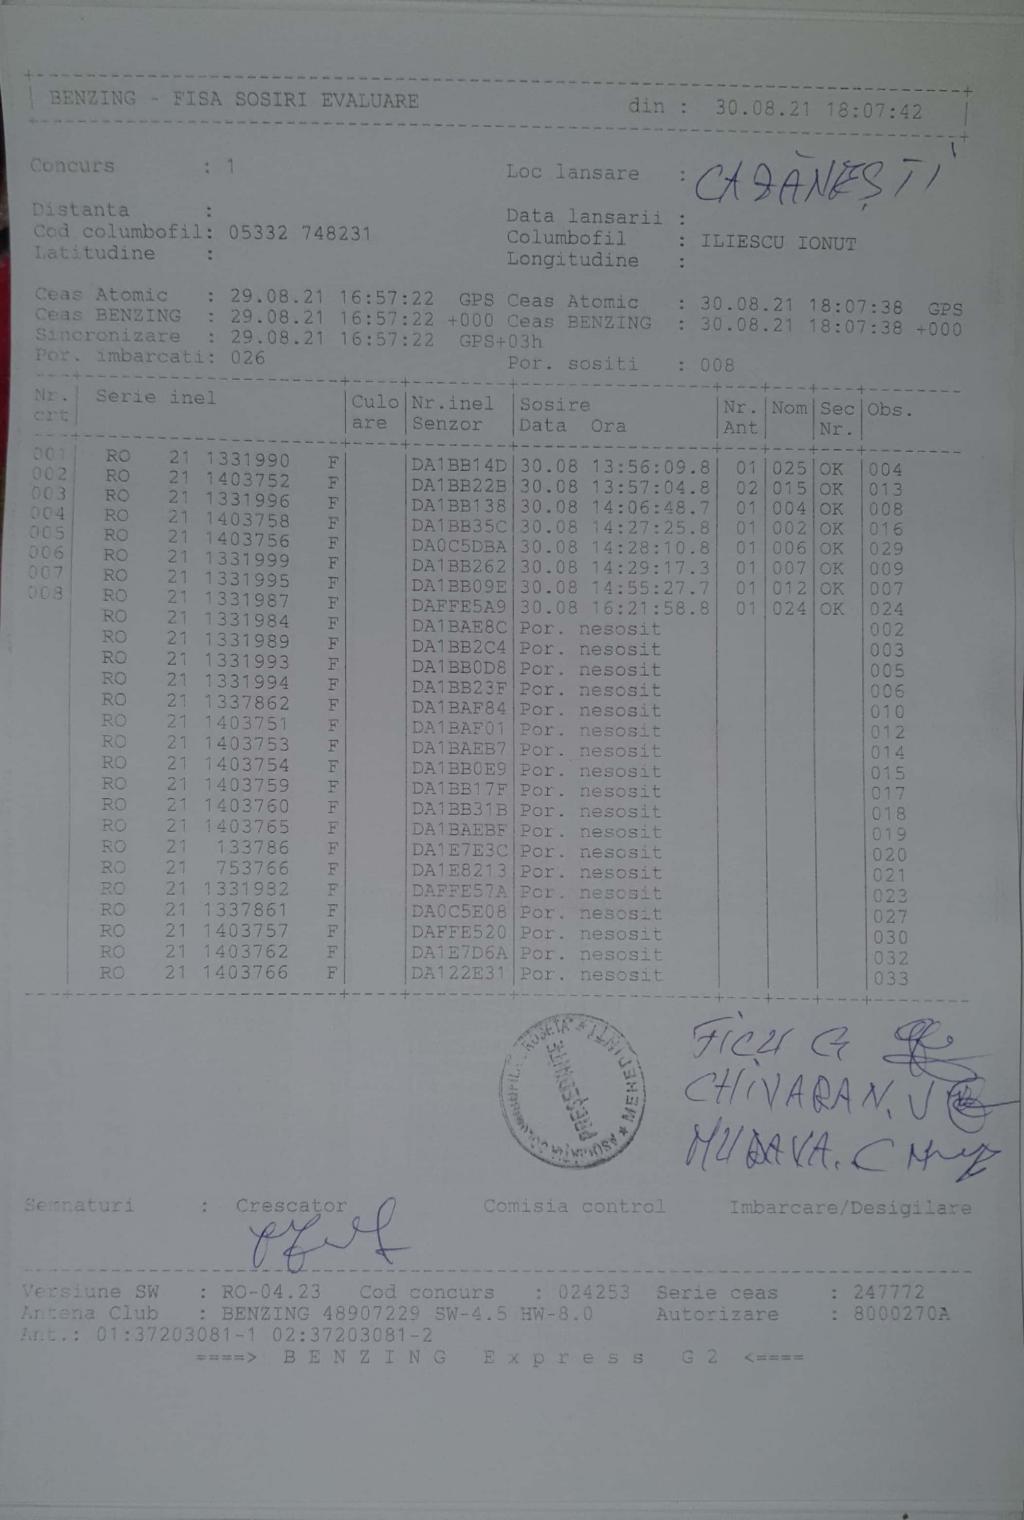 BENZING - FISA SOSIRI EVALUARE din : 30.08.21 18:07:42
Concurs : 1 Loc lansare : CAZĂNEȘTI
Distanta : Data lansarii :
Cod columbofil: 05332 748231 Columbofil : ILIESCU IONUT
Latitudine : Longitudine :
Ceas Atomic : 29.08.21 16:57:22 GPS Ceas Atomic : 30.08.21 18:07:38 GPS
Ceas BENZING : 29.08.21 16:57:22 +000 Ceas BENZING : 30.08.21 18:07:38 +000
Sincronizare : 29.08.21 16:57:22 GPS+03h
Por. imbarcati: 026 Por. sositi : 008
Nr. Serie inel Culo Nr.inel Sosire Nr. Nom Sec Obs.
crt are Senzor Data Ora Ant Nr.
001 RO 21 1331990 F DA1BB14D 30.08 13:56:09.8 01 025 OK 004
002 RO 21 1403752 F DA1BB22B 30.08 13:57:04.8 02 015 OK 013
003 RO 21 1331996 F DA1BB138 30.08 14:06:48.7 01 004 OK 008
004 RO 21 1403758 F DA1BB35C 30.08 14:27:25.8 01 002 OK 016
005 RO 21 1403756 F DA0C5DBA 30.08 14:28:10.8 01 006 OK 029
006 RO 21 1331999 F DA1BB262 30.08 14:29:17.3 01 007 OK 009
007 RO 21 1331995 F DA1BB09E 30.08 14:55:27.7 01 012 OK 007
008 RO 21 1331987 F DAFFE5A9 30.08 16:21:58.8 01 024 OK 024
RO 21 1331984 F DA1BAE8C Por. nesosit 002
RO 21 1331989 F DA1BB2C4 Por. nesosit 003
RO 21 1331993 F DA1BB0D8 Por. nesosit 005
RO 21 1331994 F DA1BB23F Por. nesosit 006
RO 21 1337862 F DA1BAF84 Por. nesosit 010
RO 21 1403751 F DA1BAF01 Por. nesosit 012
RO 21 1403753 F DA1BAEB7 Por. nesosit 014
RO 21 1403754 F DA1BB0E9 Por. nesosit 015
RO 21 1403759 F DA1BB17F Por. nesosit 017
RO 21 1403760 F DA1BB31B Por. nesosit 018
RO 21 1403765 F DA1BAEBF Por. nesosit 019
RO 21 133786 F DA1E7E3C Por. nesosit 020
RO 21 753766 F DA1E8213 Por. nesosit 021
RO 21 1331982 F DAFFE57A Por. nesosit 023
RO 21 1337861 F DA0C5E08 Por. nesosit 027
RO 21 1403757 F DAFFE520 Por. nesosit 030
RO 21 1403762 F DA1E7D6A Por. nesosit 032
RO 21 1403766 F DA122E31 Por. nesosit 033
MEHEDINTI
PRESEDINTE
FICU G
CHIVARAN. V
MUDAVA. C
Semnaturi : Crescator Comisia control Imbarcare/Desigilare
Versiune SW : RO-04.23 Cod concurs : 024253 Serie ceas : 247772
Antena Club : BENZING 48907229 SW-4.5 HW-8.0 Autorizare : 8000270A
Ant.: 01:37203081-1 02:37203081-2
====> B E N Z I N G E x p r e s s G 2 <====